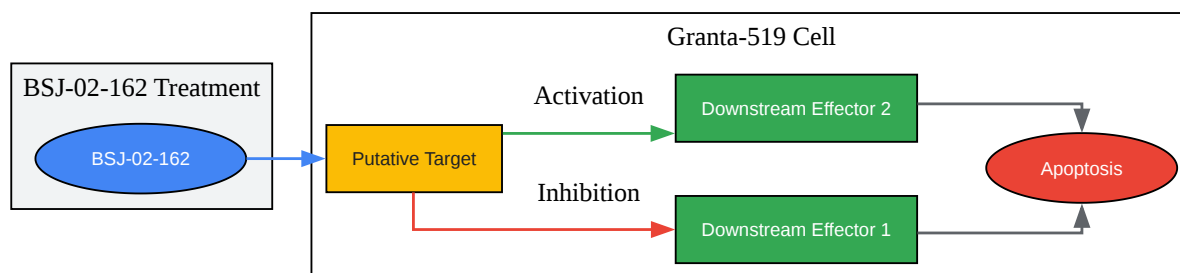 Granta-519 Cell
BSJ-02-162 Treatment
BSJ-02-162
Putative Target
Activation
Inhibition
Downstream Effector 2
Downstream Effector 1
Apoptosis